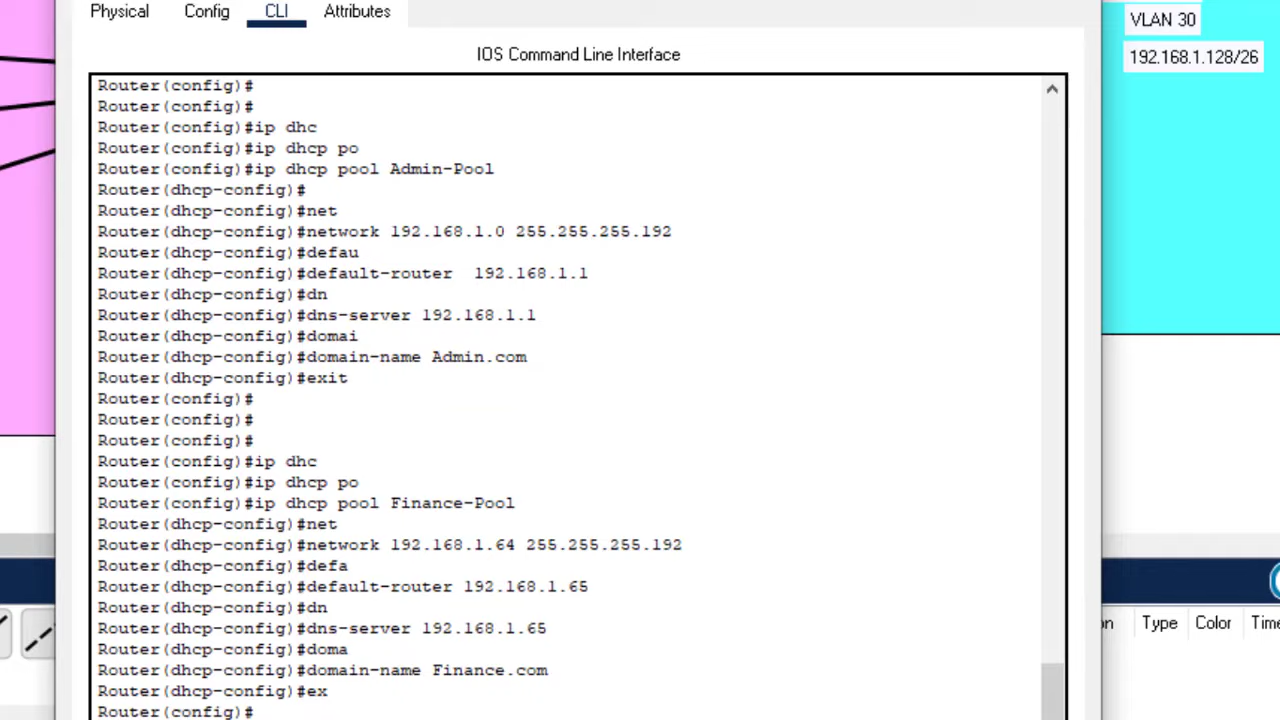 Physical Config CLI Attributes
VLAN 30
IOS Command Line Interface
192.168.1.128/26
Router(config)#
Router(config)#
Router(config)#ip dhc
Router(config)#ip dhcp po
Router(config)#ip dhcp pool Admin-Pool
Router(dhcp-config)#
Router(dhcp-config)#net
Router(dhcp-config)#network 192.168.1.0 255.255.255.192
Router(dhcp-config)#defau
Router(dhcp-config)#default-router  192.168.1.1
Router(dhcp-config)#dn
Router(dhcp-config)#dns-server 192.168.1.1
Router(dhcp-config)#domai
Router(dhcp-config)#domain-name Admin.com
Router(dhcp-config)#exit
Router(config)#
Router(config)#
Router(config)#
Router(config)#ip dhc
Router(config)#ip dhcp po
Router(config)#ip dhcp pool Finance-Pool
Router(dhcp-config)#net
Router(dhcp-config)#network 192.168.1.64 255.255.255.192
Router(dhcp-config)#defa
Router(dhcp-config)#default-router 192.168.1.65
Router(dhcp-config)#dn
Router(dhcp-config)#dns-server 192.168.1.65
Router(dhcp-config)#doma
Router(dhcp-config)#domain-name Finance.com
Router(dhcp-config)#ex
Router(config)#
on Type Color Time